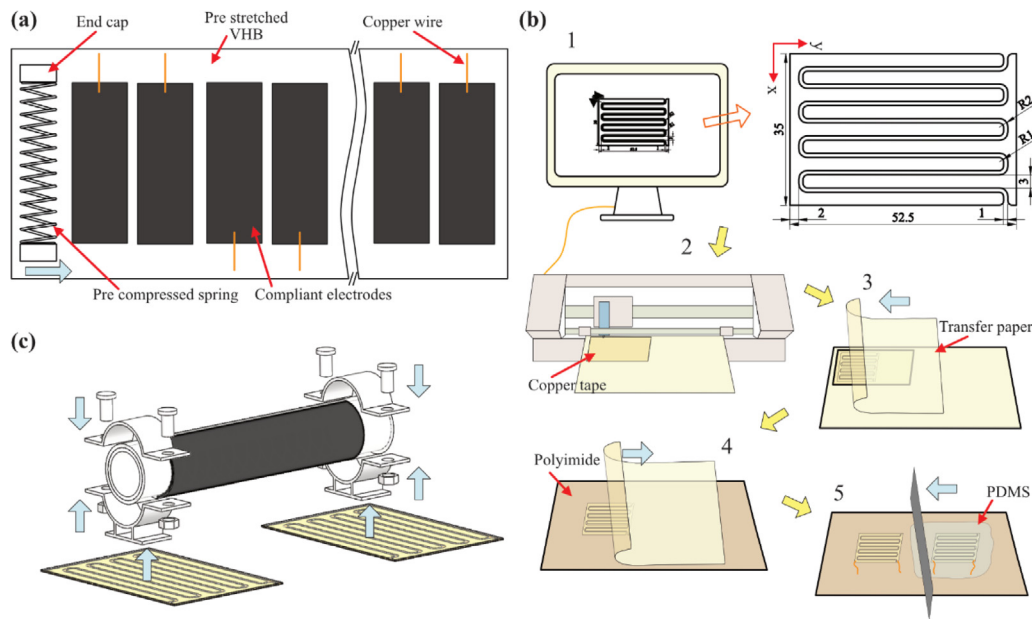 (a)
End cap
Pre stretched
VHB
Copper wire
Pre compressed spring
Compliant electrodes
(b)
1
y
x
35
R2
R1
3
2
52.5
1
2
Copper tape
3
Transfer paper
4
Polyimide
5
PDMS
(c)